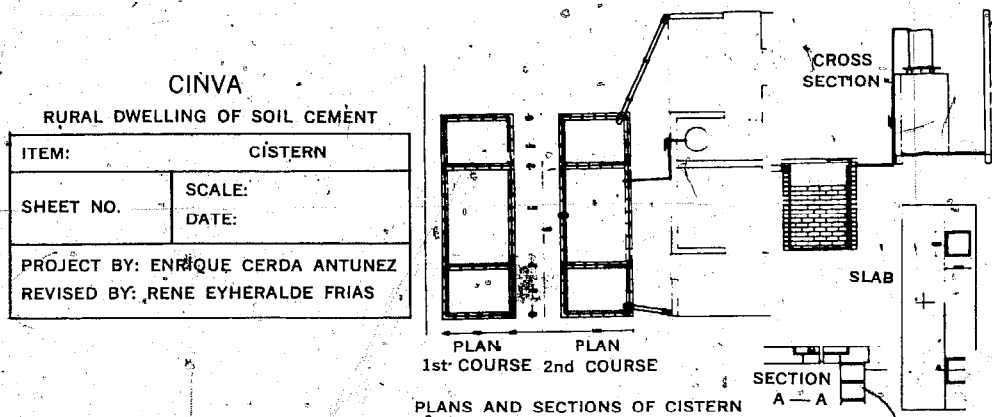 CINVA
RURAL DWELLING OF SOIL CEMENT
ITEM: CISTERN
SHEET NO.
SCALE:
DATE:
PROJECT BY: ENRIQUE CERDA ANTUNEZ
REVISED BY: RENE EYHERALDE FRIAS
PLAN
1st COURSE
PLAN
2nd COURSE
CROSS
SECTION
SLAB
SECTION
A — A
PLANS AND SECTIONS OF CISTERN